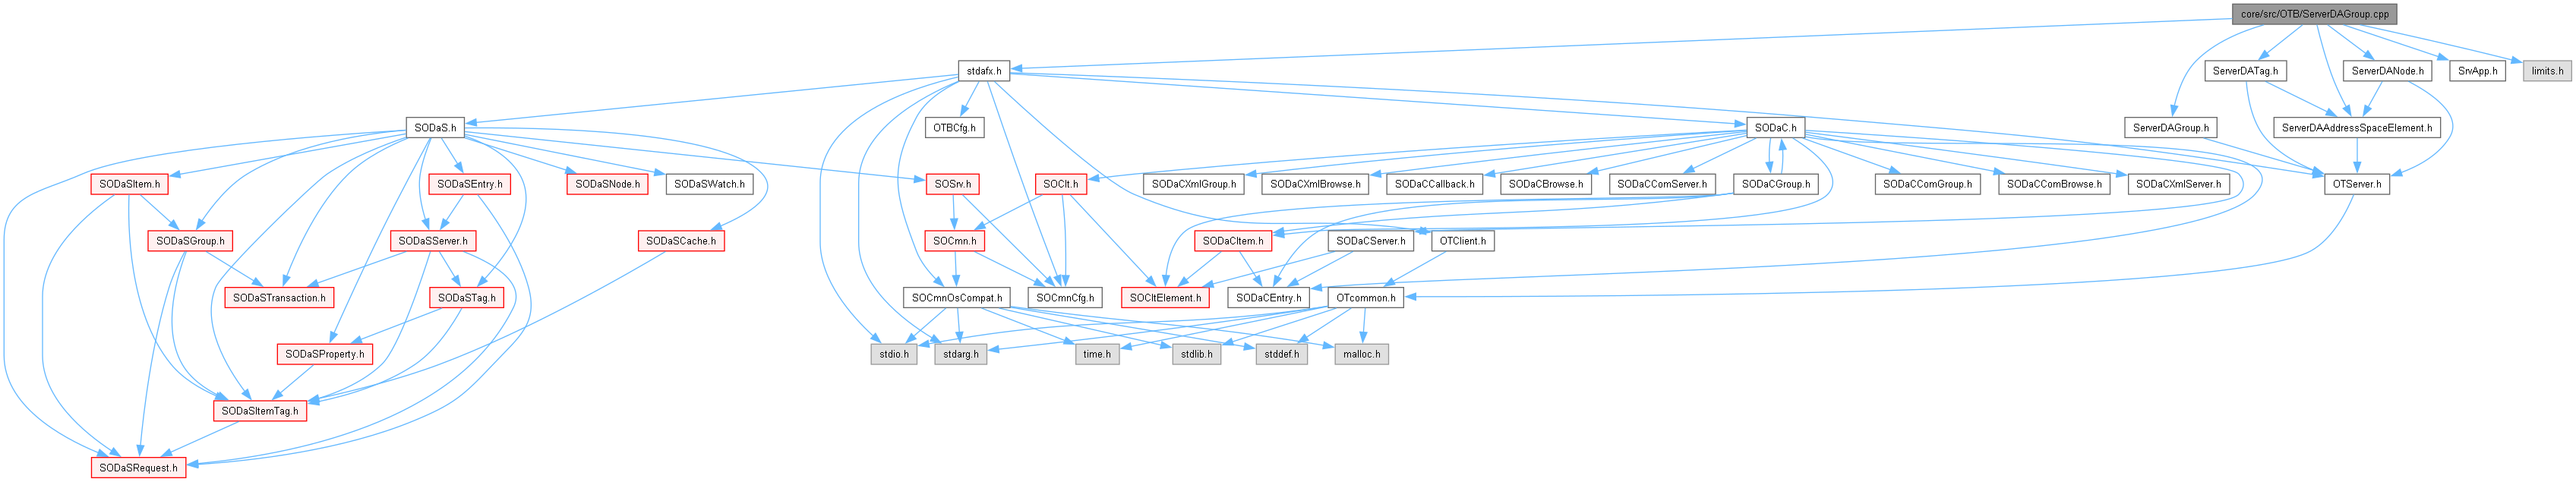 core/src/OTB/ServerDAGroup.cpp
stdafx.h
ServerDATag.h
ServerDANode.h
SrvApp.h
limits.h
SODaS.h
OTBCfg.h
SODaC.h
ServerDAGroup.h
ServerDAAddressSpaceElement.h
SODaSItem.h
SODaSEntry.h
SODaSNode.h
SODaSWatch.h
SOSrv.h
SOClt.h
SODaCXmlGroup.h
SODaCXmlBrowse.h
SODaCCallback.h
SODaCBrowse.h
SODaCComServer.h
SODaCGroup.h
SODaCComGroup.h
SODaCComBrowse.h
SODaCXmlServer.h
OTServer.h
SODaSGroup.h
SODaSServer.h
SODaSCache.h
SOCmn.h
SODaCItem.h
SODaCServer.h
OTClient.h
SODaSTransaction.h
SODaSTag.h
SOCmnOsCompat.h
SOCmnCfg.h
SOCltElement.h
SODaCEntry.h
OTcommon.h
SODaSProperty.h
stdio.h
stdarg.h
time.h
stdlib.h
stddef.h
malloc.h
SODaSItemTag.h
SODaSRequest.h